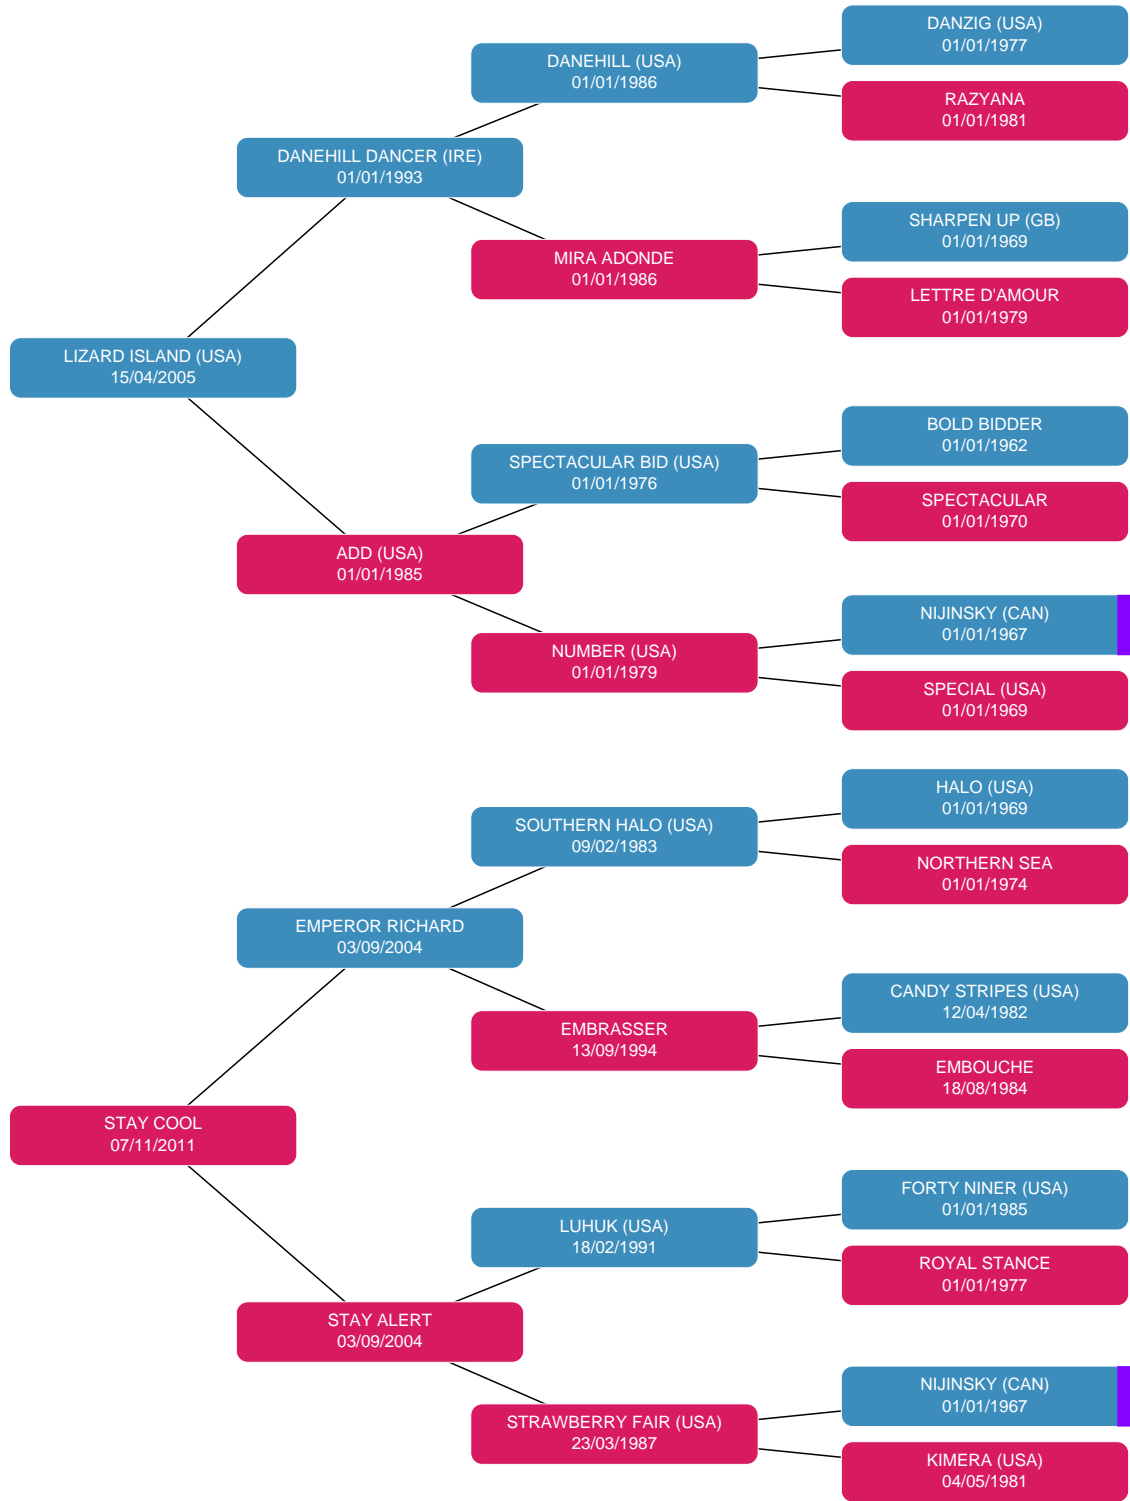 DANZIG (USA)
01/01/1977
DANEHILL (USA)
01/01/1986
RAZYANA
01/01/1981
DANEHILL DANCER (IRE)
01/01/1993
SHARPEN UP (GB)
01/01/1969
MIRA ADONDE
01/01/1986
LETTRE D'AMOUR
01/01/1979
LIZARD ISLAND (USA)
15/04/2005
BOLD BIDDER
01/01/1962
SPECTACULAR BID (USA)
01/01/1976
SPECTACULAR
01/01/1970
ADD (USA)
01/01/1985
NIJINSKY (CAN)
01/01/1967
NUMBER (USA)
01/01/1979
SPECIAL (USA)
01/01/1969
HALO (USA)
01/01/1969
SOUTHERN HALO (USA)
09/02/1983
NORTHERN SEA
01/01/1974
EMPEROR RICHARD
03/09/2004
CANDY STRIPES (USA)
12/04/1982
EMBRASSER
13/09/1994
EMBOUCHE
18/08/1984
STAY COOL
07/11/2011
FORTY NINER (USA)
01/01/1985
LUHUK (USA)
18/02/1991
ROYAL STANCE
01/01/1977
STAY ALERT
03/09/2004
NIJINSKY (CAN)
01/01/1967
STRAWBERRY FAIR (USA)
23/03/1987
KIMERA (USA)
04/05/1981